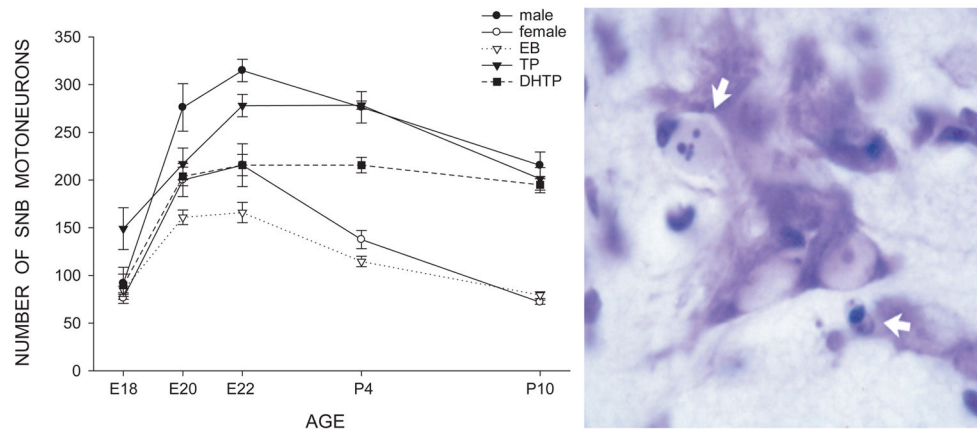 male
female
EB
TP
DHTP
350
300
250
200
150
100
50
0
NUMBER OF SNB MOTONEURONS
E18 E20 E22 P4 P10
AGE